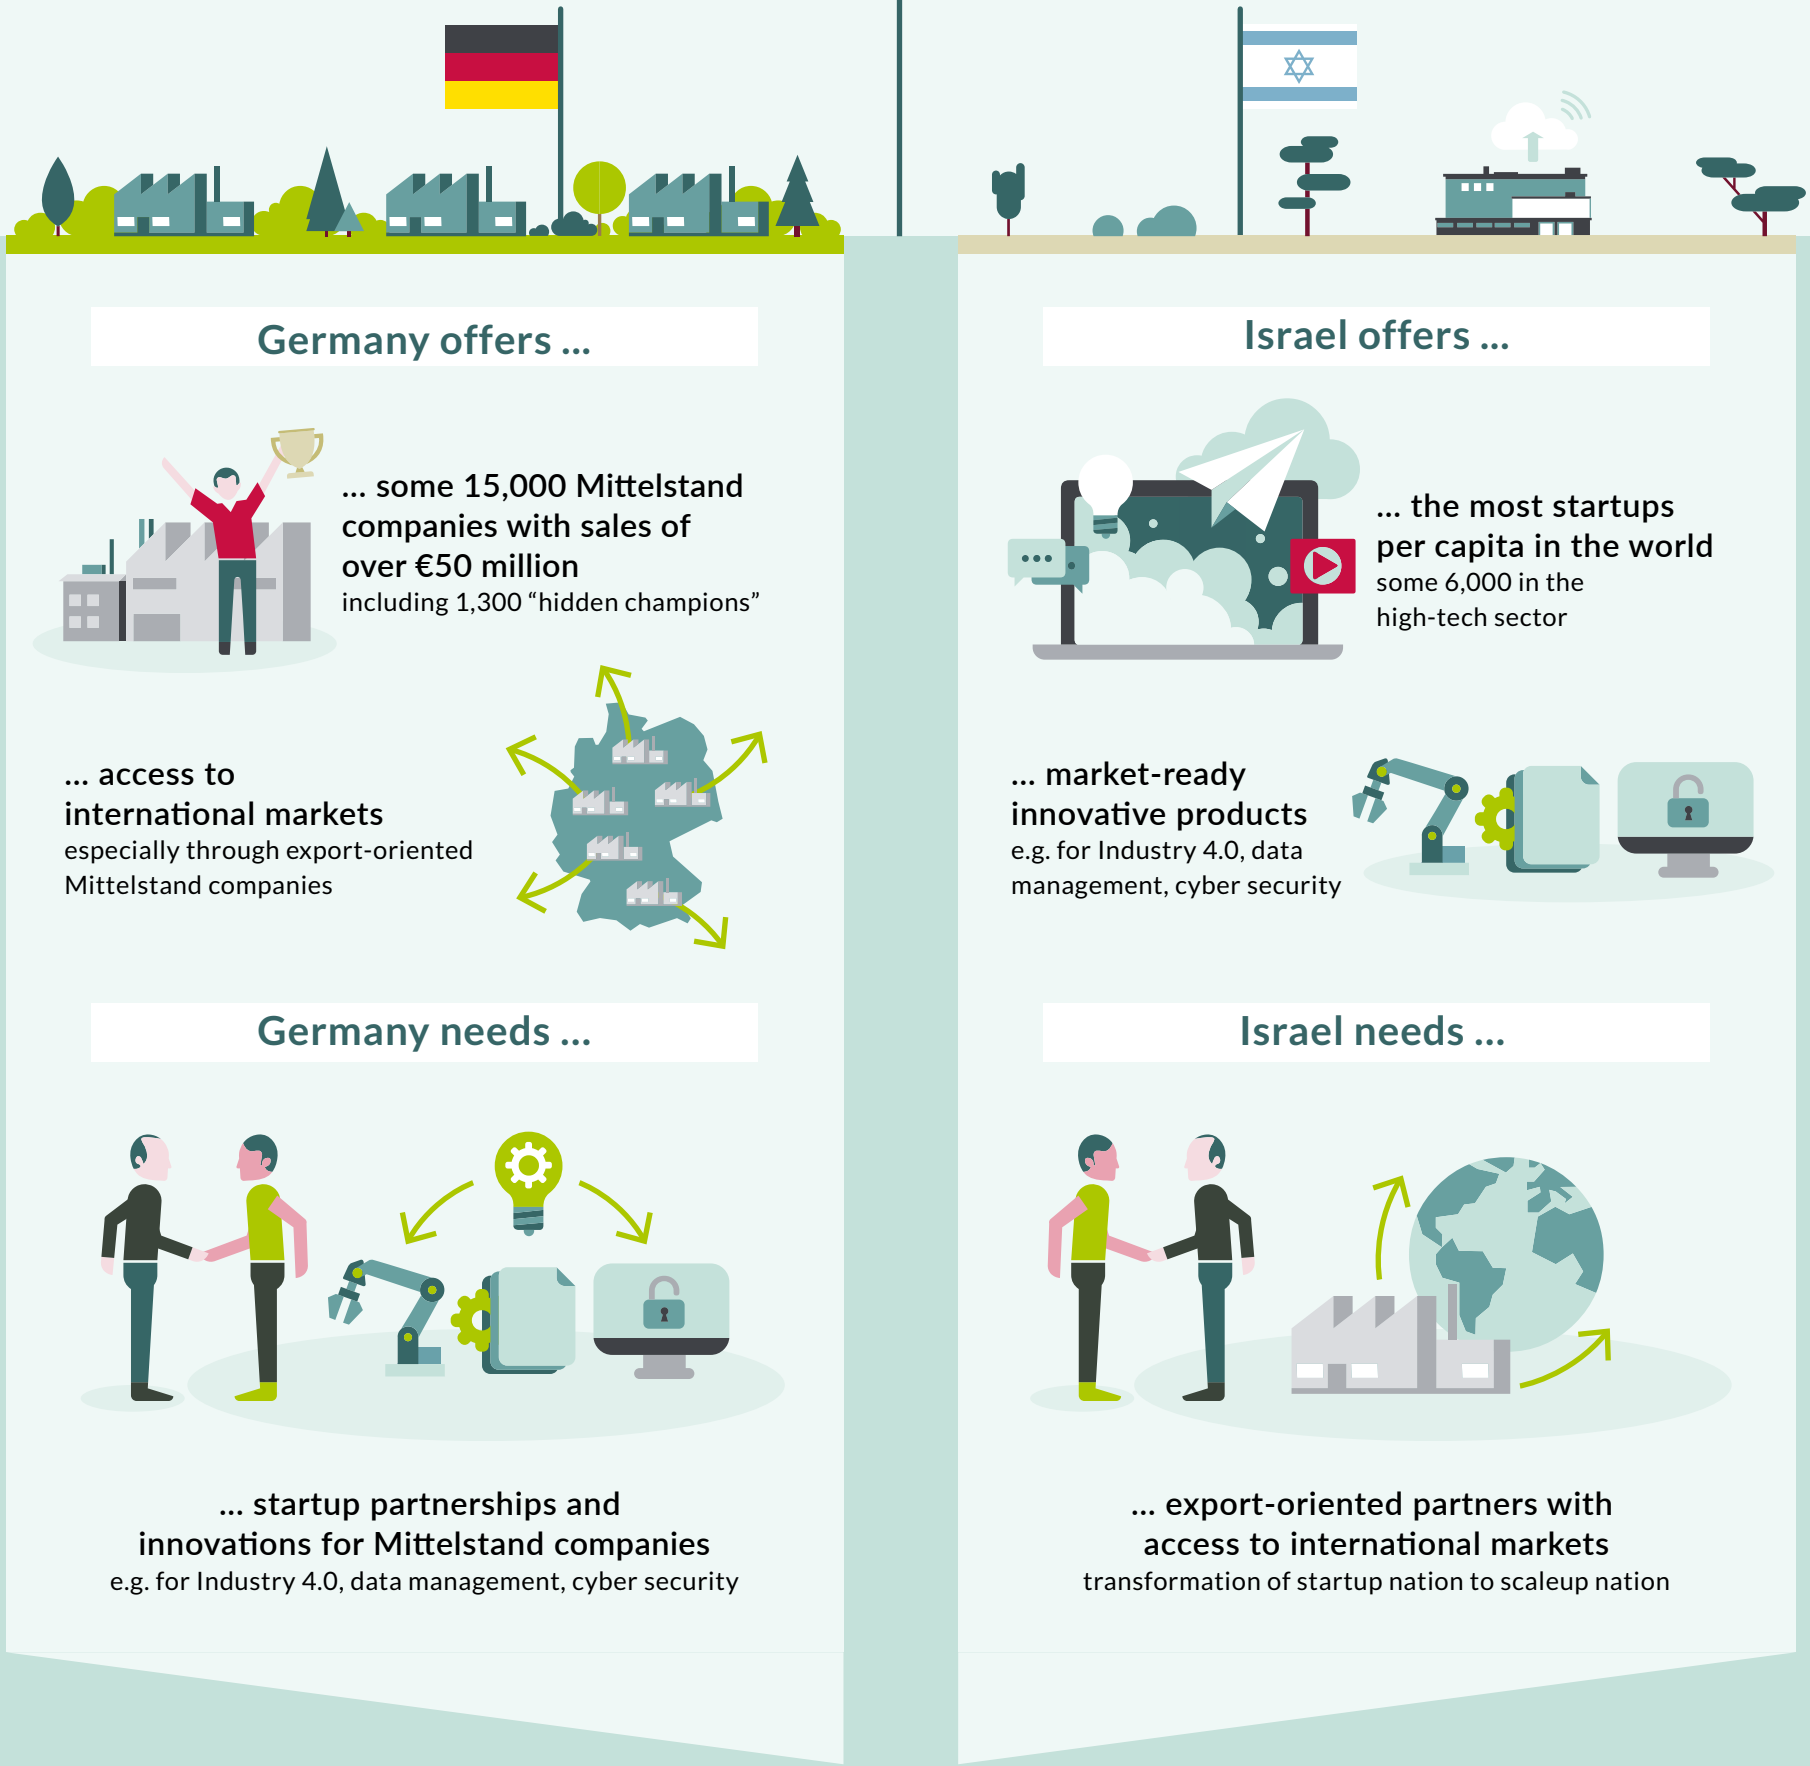 Germany offers ...
... some 15,000 Mittelstand
companies with sales of
over €50 million
including 1,300 “hidden champions”
... access to
international markets
especially through export-oriented
Mittelstand companies
Germany needs ...
... startup partnerships and
innovations for Mittelstand companies
e.g. for Industry 4.0, data management, cyber security
Israel offers ...
... the most startups
per capita in the world
some 6,000 in the
high-tech sector
... market-ready
innovative products
e.g. for Industry 4.0, data
management, cyber security
Israel needs ...
... export-oriented partners with
access to international markets
transformation of startup nation to scaleup nation